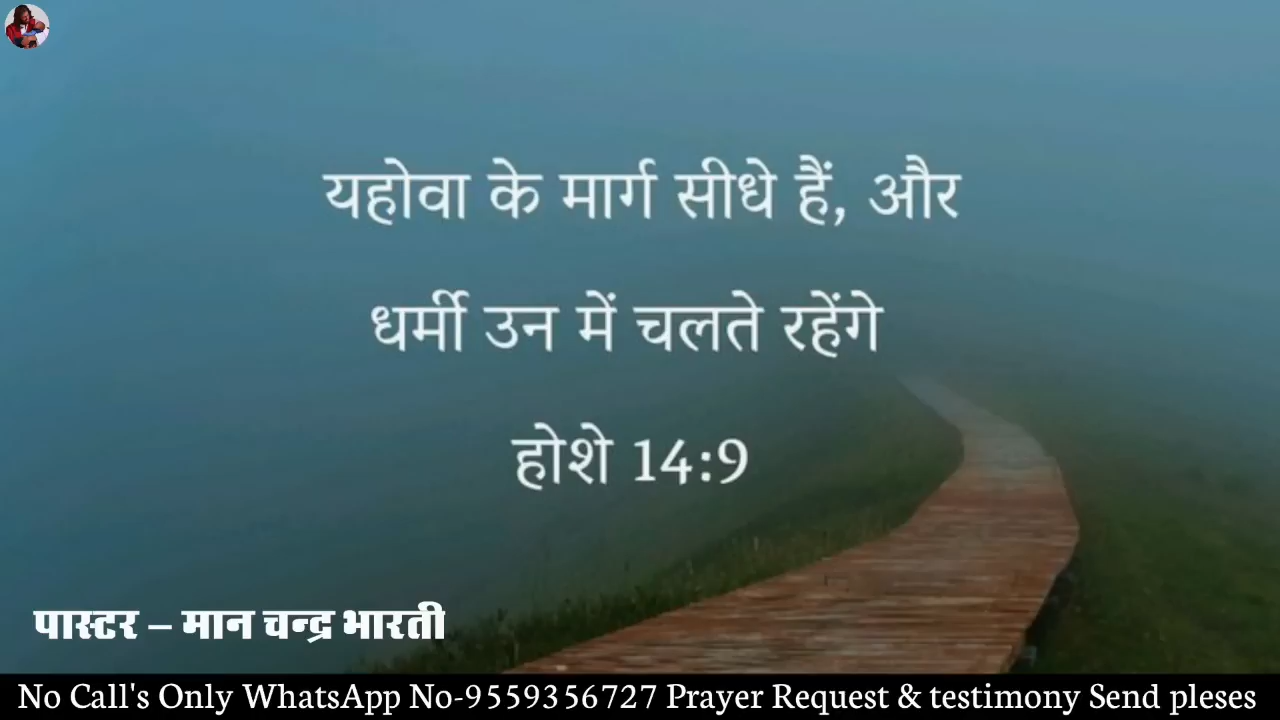 यहोवा के मार्ग सीधे हैं, और
धर्मी उन में चलते रहेंगे
होशे 14:9
पास्टर – मान चन्द्र भारती
No Call's Only WhatsApp No-9559356727 Prayer Request & testimony Send pleses